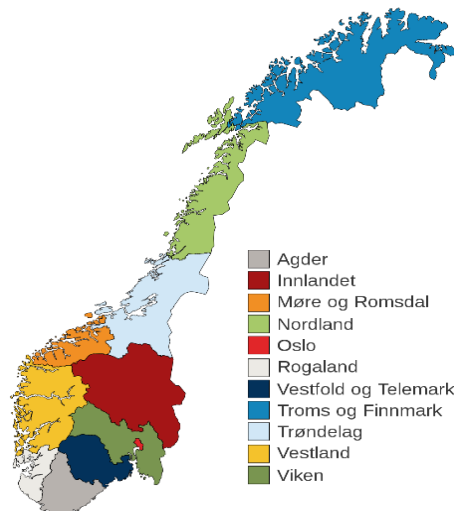 Agder
Innlandet
Møre og Romsdal
Nordland
Oslo
Rogaland
Vestfold og Telemark
Troms og Finnmark
Trøndelag
Vestland
Viken